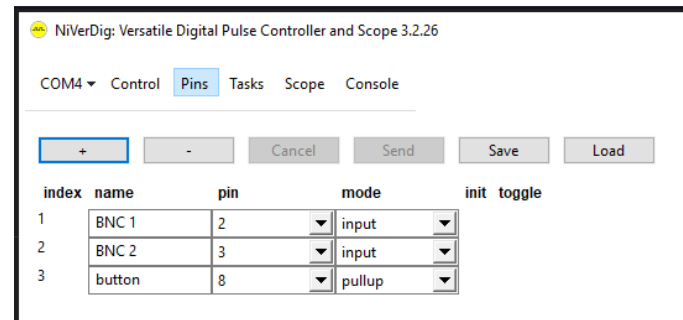 NiVerDig: Versatile Digital Pulse Controller and Scope 3.2.26
COM4 Control Pins Tasks Scope Console
+ - Cancel Send Save Load
index name pin mode init toggle
1 BNC 1 2 input
2 BNC 2 3 input
3 button 8 pullup